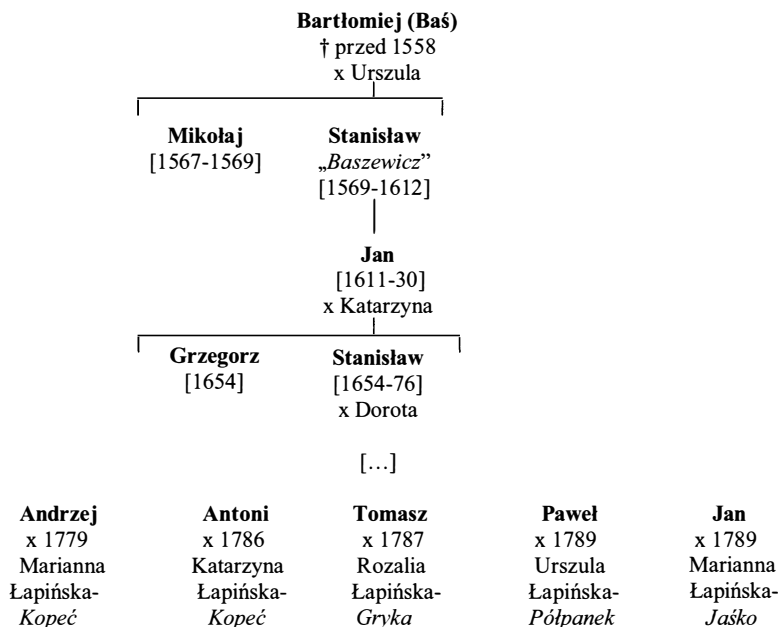 Bartłomiej (Baś)
† przed 1558
x Urszula
Mikołaj
[1567-1569]
Stanisław
„Baszewicz”
[1569-1612]
Jan
[1611-30]
x Katarzyna
Grzegorz
[1654]
Stanisław
[1654-76]
x Dorota
[…]
Andrzej
x 1779
Marianna
Łapińska-
Kopeć
Antoni
x 1786
Katarzyna
Łapińska-
Kopeć
Tomasz
x 1787
Rozalia
Łapińska-
Gryka
Paweł
x 1789
Urszula
Łapińska-
Półpanek
Jan
x 1789
Marianna
Łapińska-
Jaśko